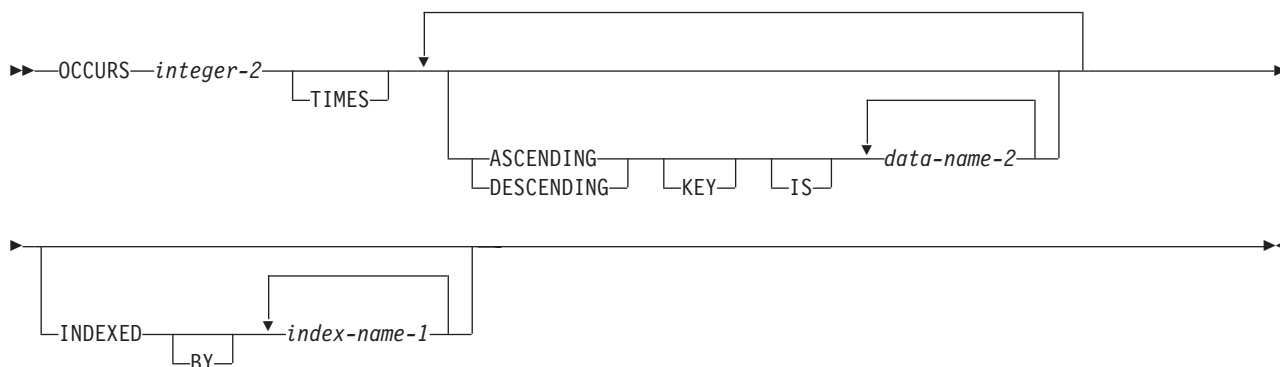 OCCURS integer-2
TIMES
ASCENDING data-name-2
DESCENDING KEY IS
INDEXED index-name-1
BY